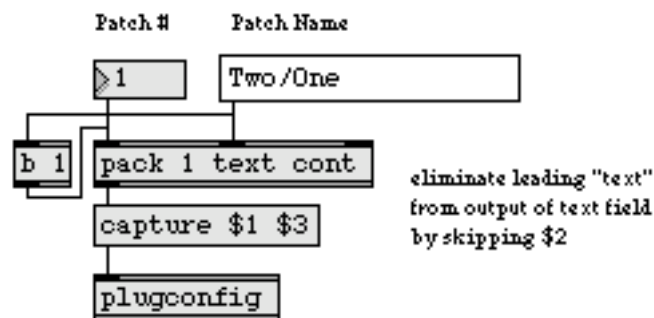 Patch # Patch Name
1 Two/One
b 1 pack 1 text cont
capture $1 $3
plugconfig
eliminate leading "text"
from output of text field
by skipping $2